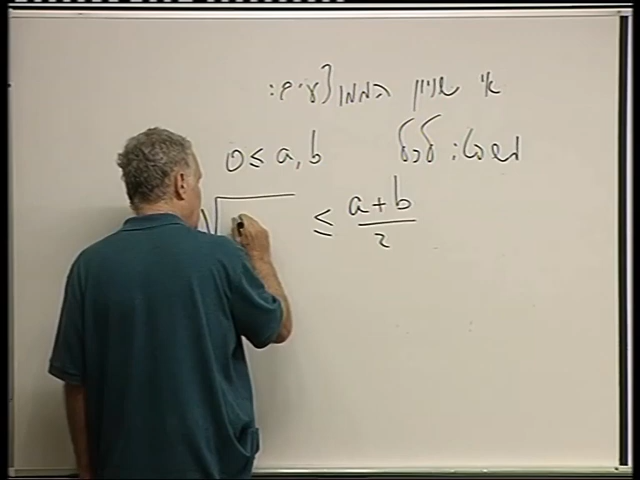 אי שוויון הממוצעים:
משפט: לכל 0 ≤ a, b
√ ≤ (a+b)/2